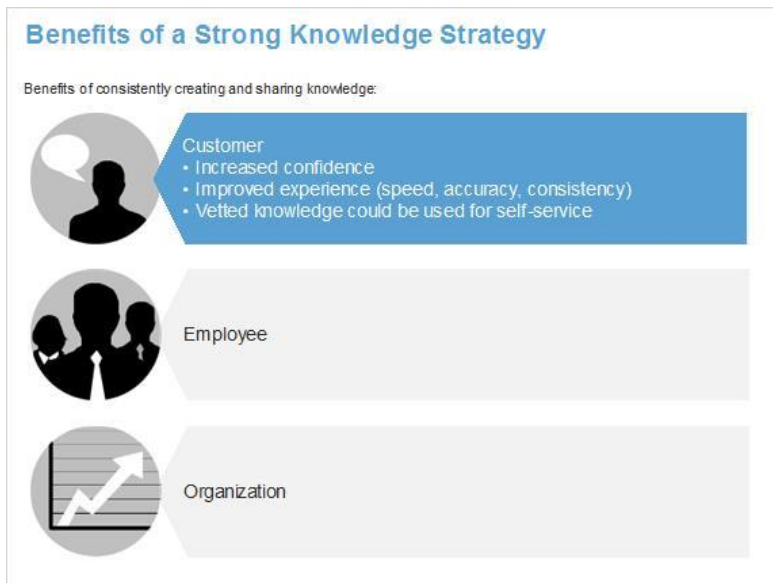 Benefits of a Strong Knowledge Strategy
Benefits of consistently creating and sharing knowledge:
Customer
• Increased confidence
• Improved experience (speed, accuracy, consistency)
• Vetted knowledge could be used for self-service
Employee
Organization